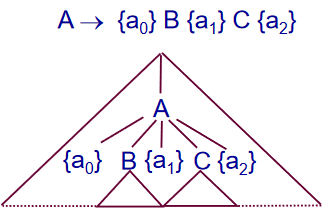 A → {a₀} B {a₁} C {a₂}
A
{a₀} B {a₁} C {a₂}